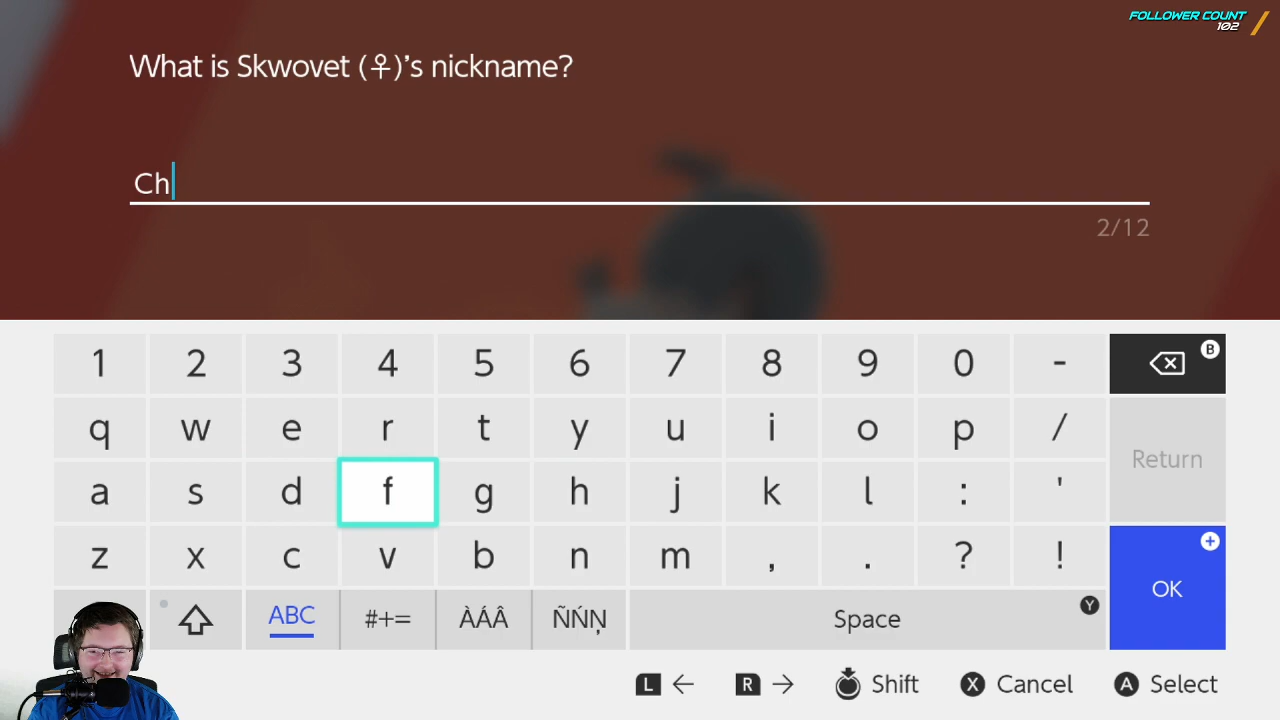 FOLLOWER COUNT
102
What is Skwovet (♀)'s nickname?
Ch
2/12
1 2 3 4 5 6 7 8 9 0 -
B
q w e r t y u i o p /
Return
a s d f g h j k l : '
z x c v b n m , . ? !
+
OK
ABC #+= ÀÁÂ ÑŃŅ Space Y
L ← R → Shift X Cancel A Select